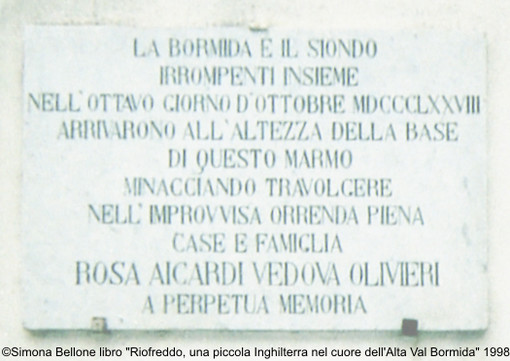 LA BORMIDA E IL SIONDO
IRROMPENTI INSIEME
NELL'OTTAVO GIORNO D'OTTOBRE MDCCCLXXVIII
ARRIVARONO ALL'ALTEZZA DELLA BASE
DI QUESTO MARMO
MINACCIANDO TRAVOLGERE
NELL'IMPROVVISA ORRENDA PIENA
CASE E FAMIGLIA
ROSA AICARDI VEDOVA OLIVIERI
A PERPETUA MEMORIA
©Simona Bellone libro "Riofreddo, una piccola Inghilterra nel cuore dell'Alta Val Bormida" 1998